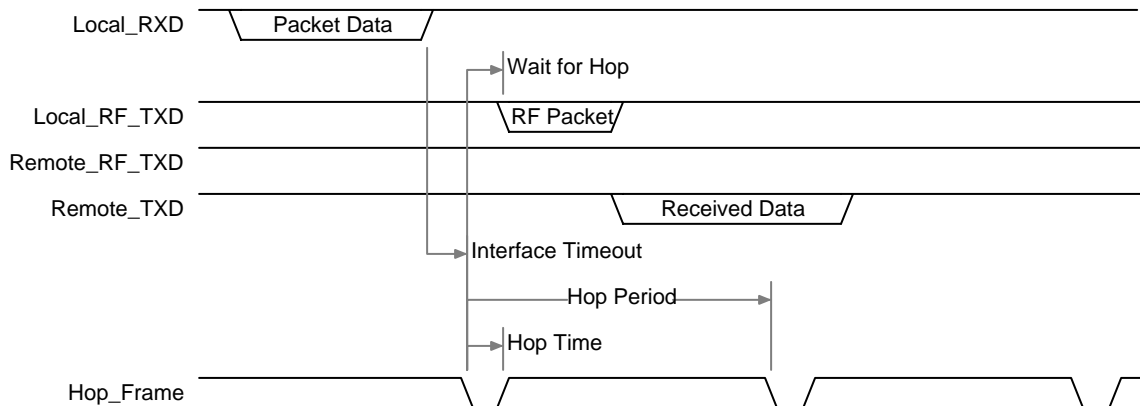 Local_RXD
Packet Data
Wait for Hop
Local_RF_TXD
RF Packet
Remote_RF_TXD
Remote_TXD
Received Data
Interface Timeout
Hop Period
Hop Time
Hop_Frame